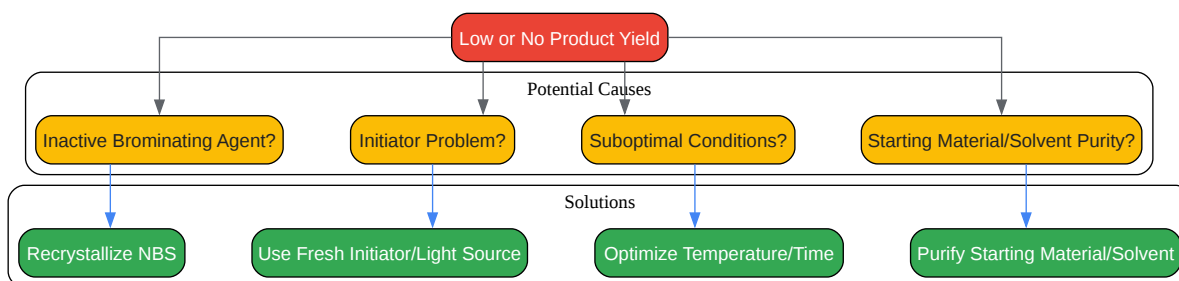 Low or No Product Yield
Potential Causes
Inactive Brominating Agent?
Initiator Problem?
Suboptimal Conditions?
Starting Material/Solvent Purity?
Solutions
Recrystallize NBS
Use Fresh Initiator/Light Source
Optimize Temperature/Time
Purify Starting Material/Solvent